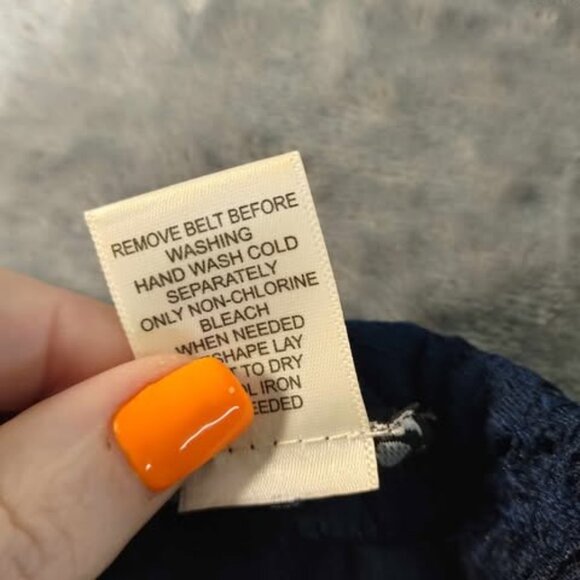 REMOVE BELT BEFORE
WASHING
HAND WASH COLD
SEPARATELY
ONLY NON-CHLORINE
BLEACH
WHEN NEEDED
LAY
TO DRY
IRON